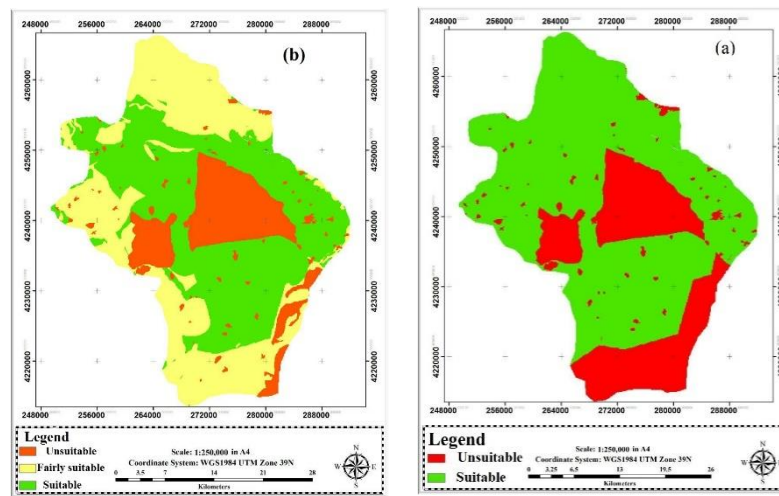 248000 256000 264000 272000 280000 288000
(b)
4260000
4250000
4240000
4230000
4220000
4260000
4250000
4240000
4230000
4220000
248000 256000 264000 272000 280000 288000
Legend
Unsuitable
Fairly suitable
Suitable
Scale: 1:250,000 in A4
Coordinate System: WGS1984 UTM Zone 39N
0 3.5 7 14 21 28
Kilometers
N
W E
S
248000 256000 264000 272000 280000 288000
(a)
4260000
4250000
4240000
4230000
4220000
248000 256000 264000 272000 280000 288000
Legend
Unsuitable
Suitable
Scale: 1:250,000 in A4
Coordinate System: WGS1984 UTM Zone 39N
0 3.25 6.5 13 19.5 26
Kilometers
N
W E
S